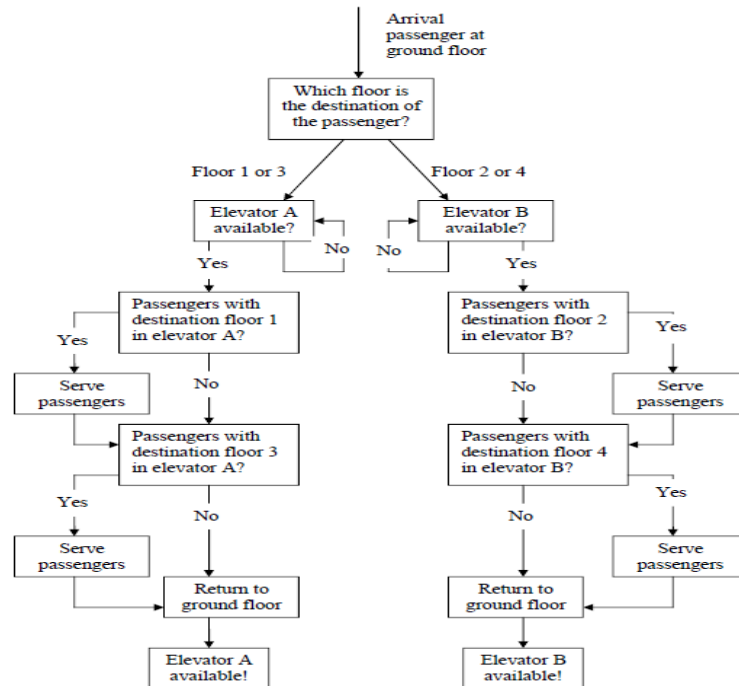 Arrival
passenger at
ground floor
Which floor is
the destination of
the passenger?
Floor 1 or 3
Floor 2 or 4
Elevator A
available?
Elevator B
available?
No
No
Yes
Yes
Passengers with
destination floor 1
in elevator A?
Passengers with
destination floor 2
in elevator B?
Yes
Yes
No
No
Serve
passengers
Serve
passengers
Passengers with
destination floor 3
in elevator A?
Passengers with
destination floor 4
in elevator B?
Yes
Yes
No
No
Serve
passengers
Serve
passengers
Return to
ground floor
Return to
ground floor
Elevator A
available!
Elevator B
available!